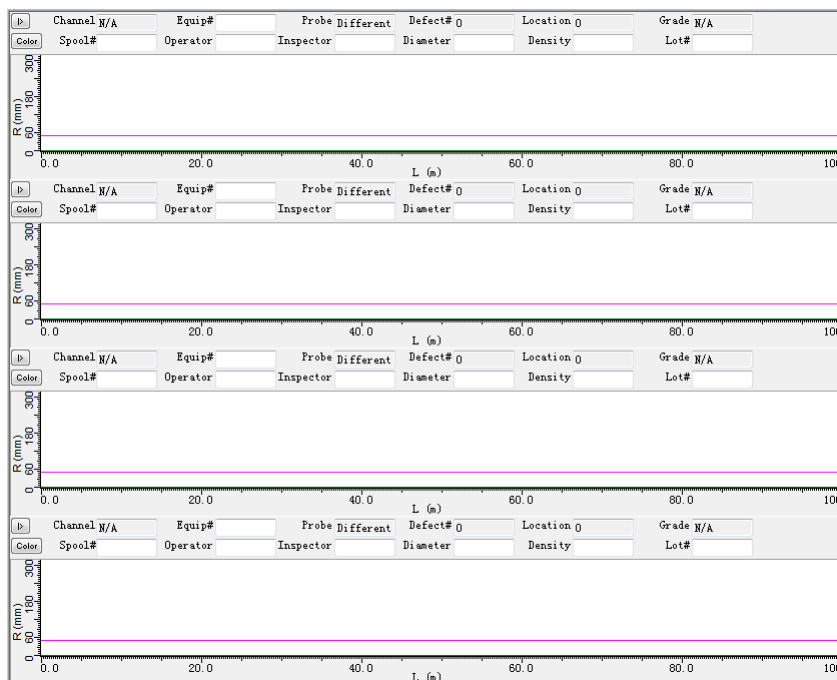 Channel N/A Equip# Probe Different Defect# 0 Location 0 Grade N/A
Color Spool# Operator Inspector Diameter Density Lot#
R (mm)
300
180
60
0
0.0 20.0 40.0 60.0 80.0 100
L (m)
Channel N/A Equip# Probe Different Defect# 0 Location 0 Grade N/A
Color Spool# Operator Inspector Diameter Density Lot#
R (mm)
300
180
60
0
0.0 20.0 40.0 60.0 80.0 100
L (m)
Channel N/A Equip# Probe Different Defect# 0 Location 0 Grade N/A
Color Spool# Operator Inspector Diameter Density Lot#
R (mm)
300
180
60
0
0.0 20.0 40.0 60.0 80.0 100
L (m)
Channel N/A Equip# Probe Different Defect# 0 Location 0 Grade N/A
Color Spool# Operator Inspector Diameter Density Lot#
R (mm)
300
180
60
0
0.0 20.0 40.0 60.0 80.0 100
L (m)